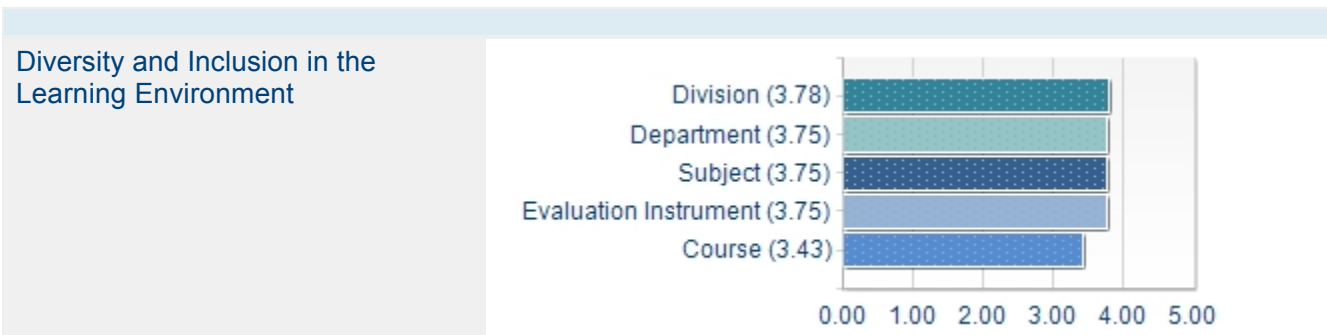 Diversity and Inclusion in the
Learning Environment
Division (3.78)
Department (3.75)
Subject (3.75)
Evaluation Instrument (3.75)
Course (3.43)
0.00 1.00 2.00 3.00 4.00 5.00